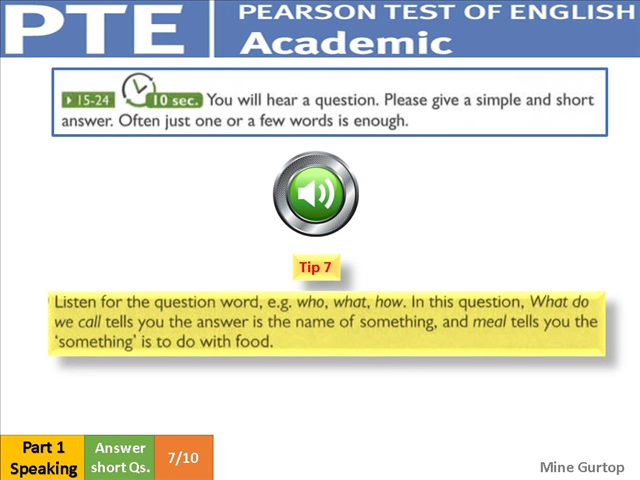 PTE
PEARSON TEST OF ENGLISH
Academic
15-24 10 sec. You will hear a question. Please give a simple and short
answer. Often just one or a few words is enough.
Tip 7
Listen for the question word, e.g. who, what, how. In this question, What do
we call tells you the answer is the name of something, and meal tells you the
'something' is to do with food.
Part 1
Speaking
Answer
short Qs.
7/10
Mine Gurtop